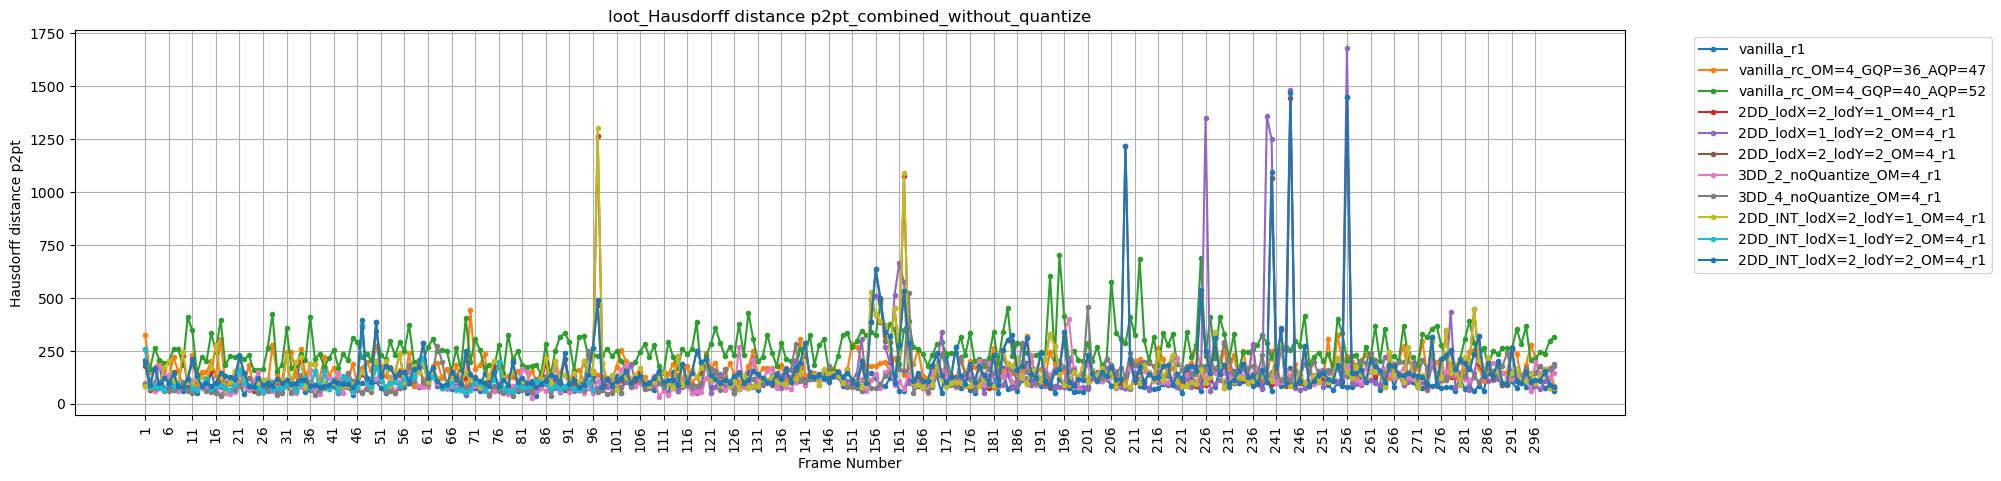 loot_Hausdorff distance p2pt_combined_without_quantize
Hausdorff distance p2pt
1750
1500
1250
1000
750
500
250
0
1 6 11 16 21 26 31 36 41 46 51 56 61 66 71 76 81 86 91 96 101 106 111 116 121 126 131 136 141 146 151 156 161 166 171 176 181 186 191 196 201 206 211 216 221 226 231 236 241 246 251 256 261 266 271 276 281 286 291 296
Frame Number
vanilla_r1
vanilla_rc_OM=4_GQP=36_AQP=47
vanilla_rc_OM=4_GQP=40_AQP=52
2DD_lodX=2_lodY=1_OM=4_r1
2DD_lodX=1_lodY=2_OM=4_r1
2DD_lodX=2_lodY=2_OM=4_r1
3DD_2_noQuantize_OM=4_r1
3DD_4_noQuantize_OM=4_r1
2DD_INT_lodX=2_lodY=1_OM=4_r1
2DD_INT_lodX=1_lodY=2_OM=4_r1
2DD_INT_lodX=2_lodY=2_OM=4_r1